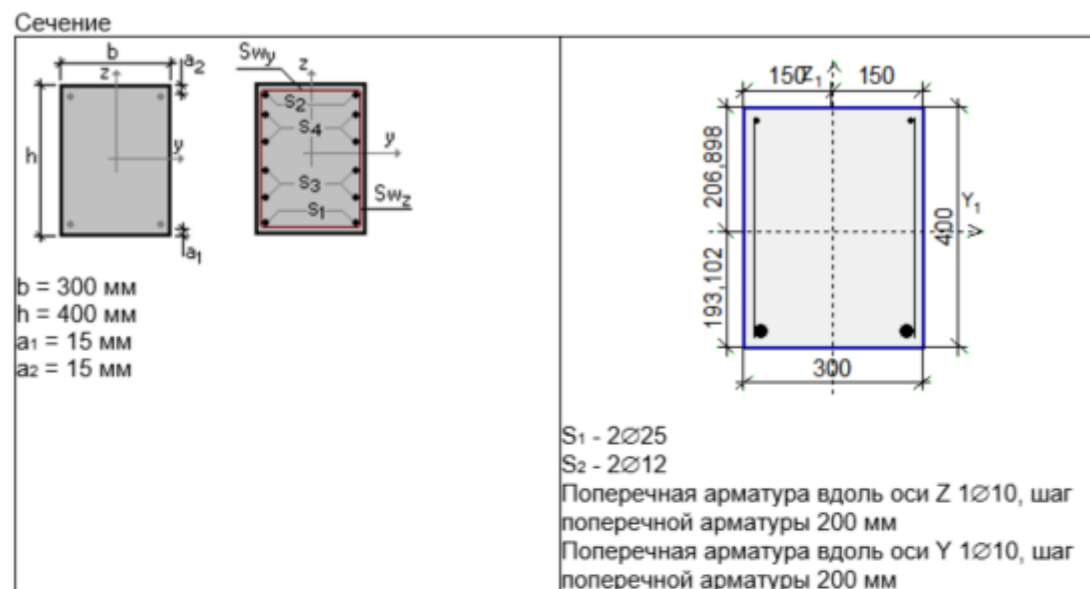 Сечение
b
a2
z
y
h
a1
Swy
z
S2
S4
y
S3
Swz
S1
b = 300 мм
h = 400 мм
a1 = 15 мм
a2 = 15 мм
150 Z1 150
206,898
Y1
400
193,102
300
S1 - 2∅25
S2 - 2∅12
Поперечная арматура вдоль оси Z 1∅10, шаг
поперечной арматуры 200 мм
Поперечная арматура вдоль оси Y 1∅10, шаг
поперечной арматуры 200 мм